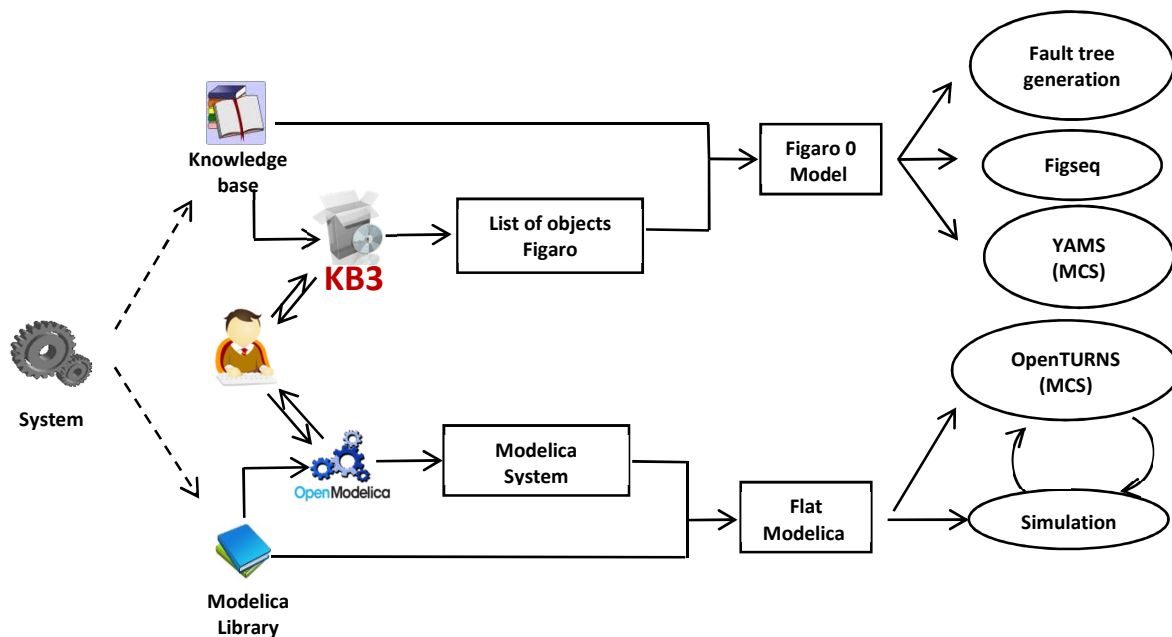 Fault tree
generation
Knowledge
base
Figaro 0
Model
Figseq
List of objects
Figaro
KB3
YAMS
(MCS)
OpenTURNS
(MCS)
System
OpenModelica
Modelica
System
Flat
Modelica
Simulation
Modelica
Library